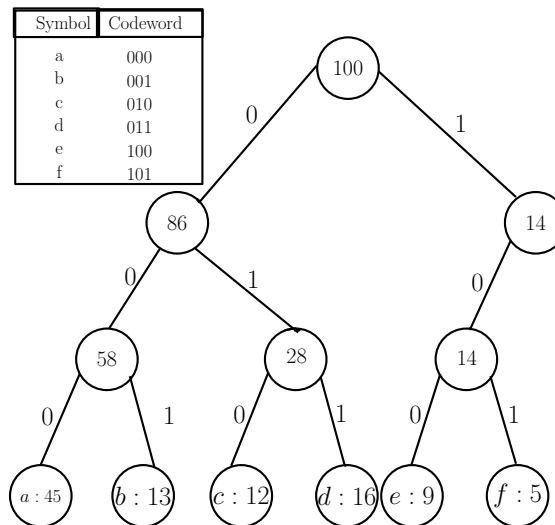 Symbol Codeword
a 000
b 001
c 010
d 011
e 100
f 101
100
0 1
86 14
0 1 0
58 28 14
0 1 0 1 0 1
a : 45 b : 13 c : 12 d : 16 e : 9 f : 5